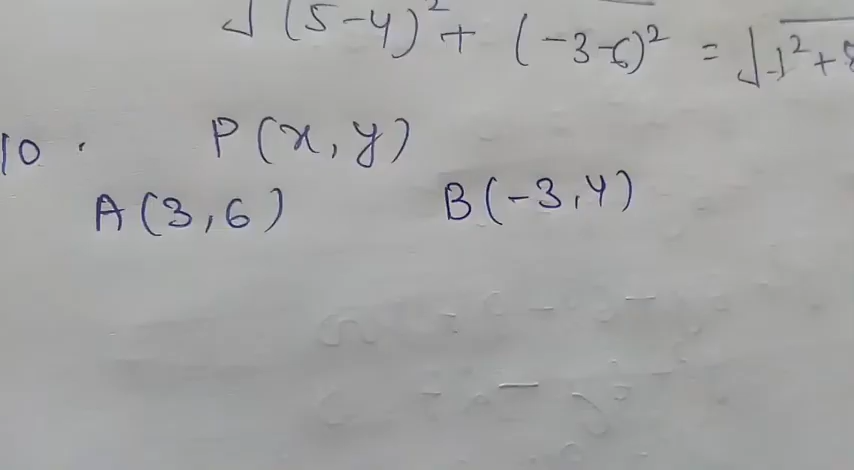 √(5-4)² + (-3-6)² = √-1² +
10. P(x, y)
A(3, 6) B(-3, 4)